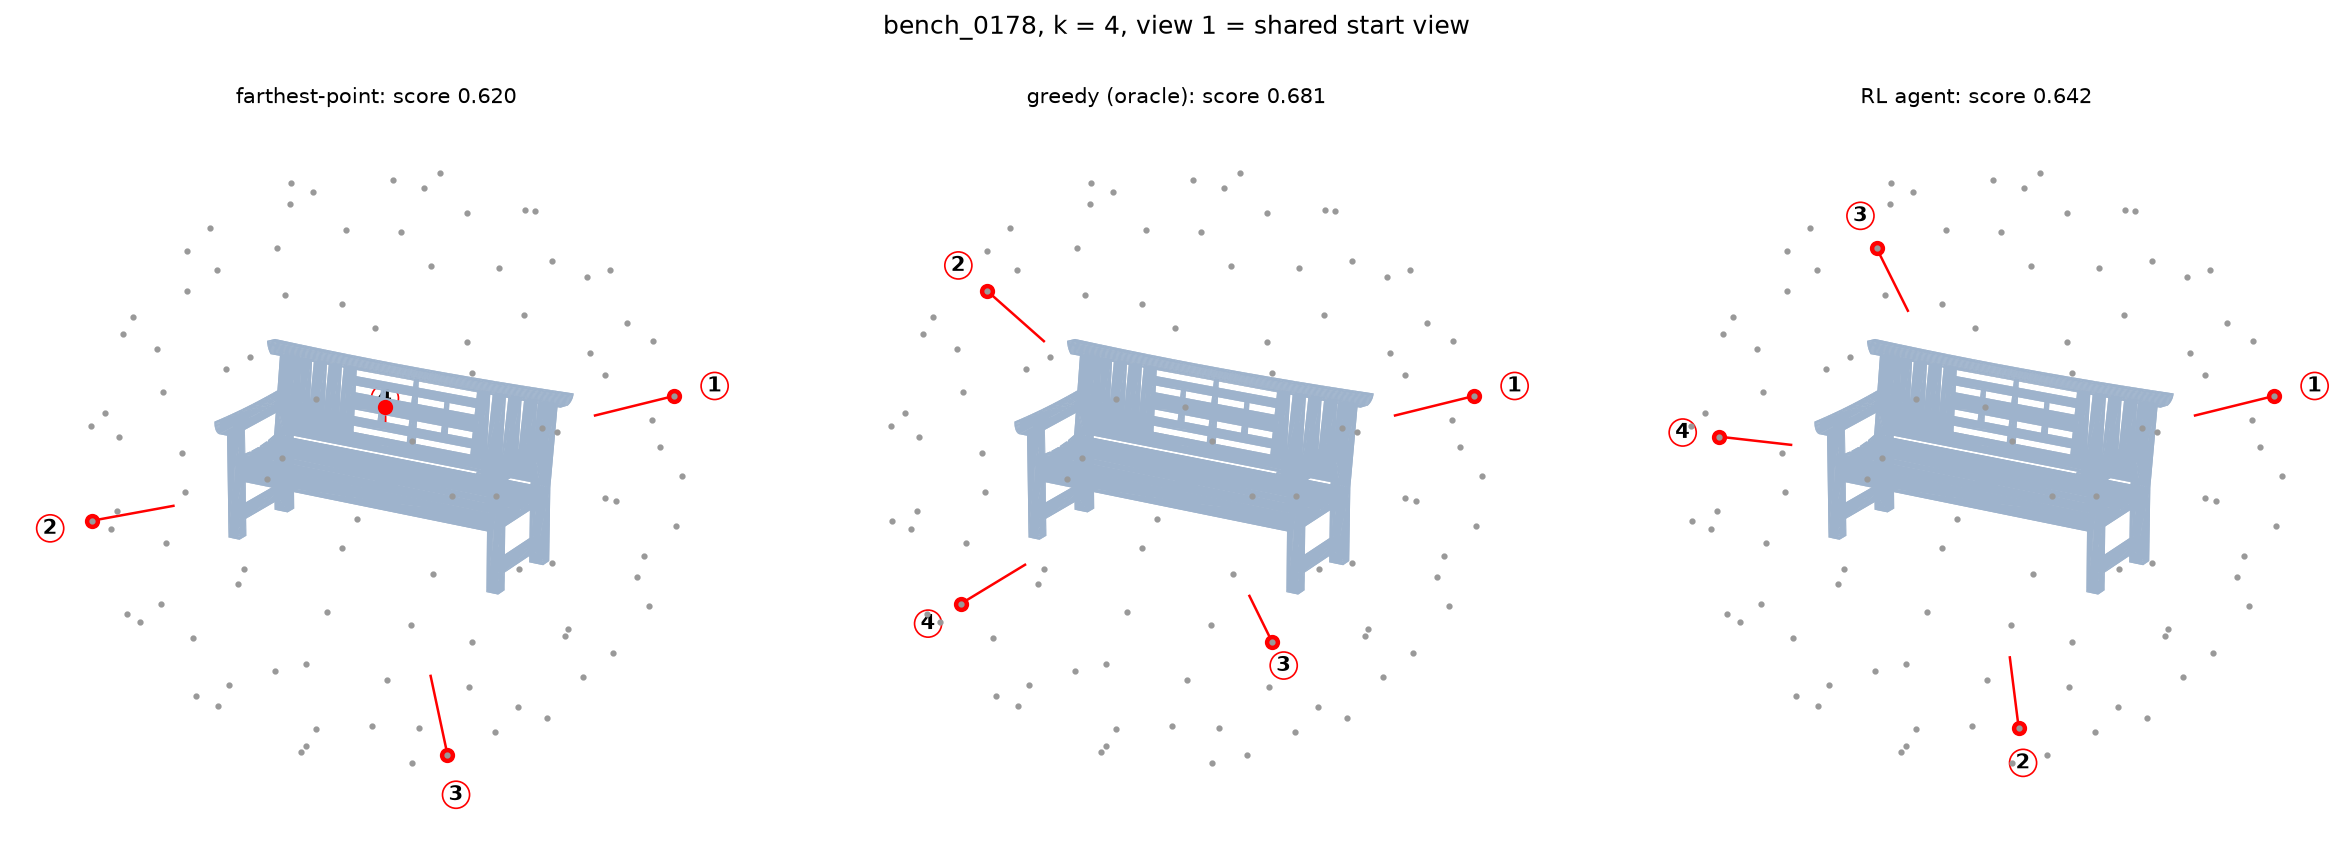 bench_0178, k = 4, view 1 = shared start view
farthest-point: score 0.620
1
2
3
greedy (oracle): score 0.681
2
1
4
3
RL agent: score 0.642
3
1
4
2